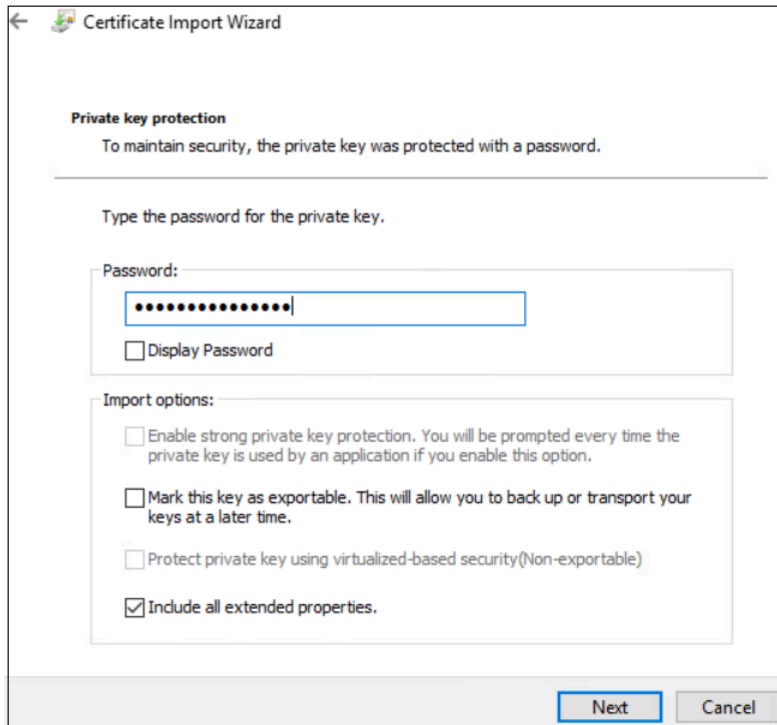 Certificate Import Wizard
Private key protection
To maintain security, the private key was protected with a password.
Type the password for the private key.
Password:
•••••••••••••••
Display Password
Import options:
Enable strong private key protection. You will be prompted every time the
private key is used by an application if you enable this option.
Mark this key as exportable. This will allow you to back up or transport your
keys at a later time.
Protect private key using virtualized-based security(Non-exportable)
Include all extended properties.
Next
Cancel